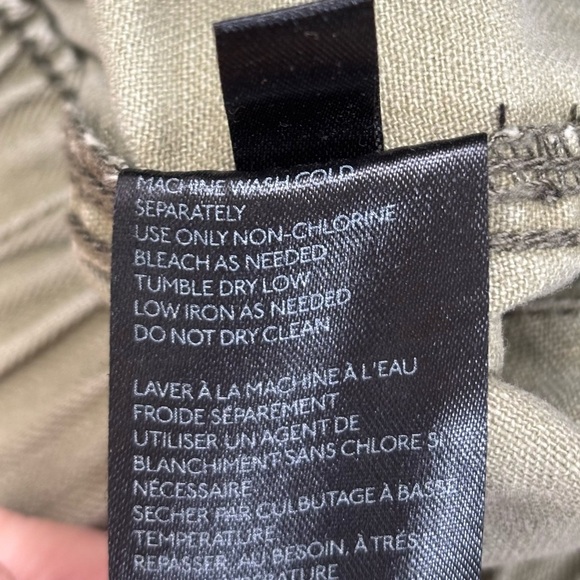 MACHINE WASH COLD
SEPARATELY
USE ONLY NON-CHLORINE
BLEACH AS NEEDED
TUMBLE DRY LOW
LOW IRON AS NEEDED
DO NOT DRY CLEAN
LAVER À LA MACHINE À L'EAU
FROIDE SÉPARÉMENT
UTILISER UN AGENT DE
BLANCHIMENT SANS CHLORE SI
NÉCESSAIRE
SECHER PAR CULBUTAGE À BASSE
TEMPERATURE
REPASSER, AU BESOIN, À TRÈS
TEMPÉRATURE